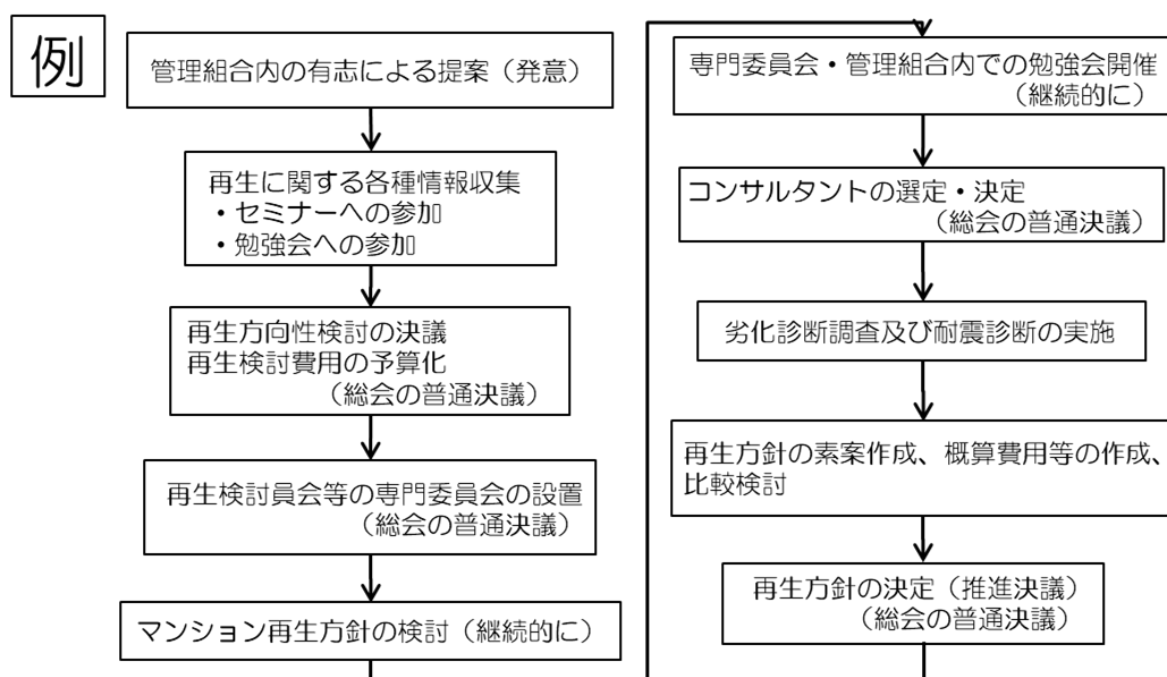 例
管理組合内の有志による提案（発意）
再生に関する各種情報収集
・セミナーへの参加
・勉強会への参加
再生方向性検討の決議
再生検討費用の予算化
（総会の普通決議）
再生検討員会等の専門委員会の設置
（総会の普通決議）
マンション再生方針の検討（継続的に）
専門委員会・管理組合内での勉強会開催
（継続的に）
コンサルタントの選定・決定
（総会の普通決議）
劣化診断調査及び耐震診断の実施
再生方針の素案作成、概算費用等の作成、
比較検討
再生方針の決定（推進決議）
（総会の普通決議）